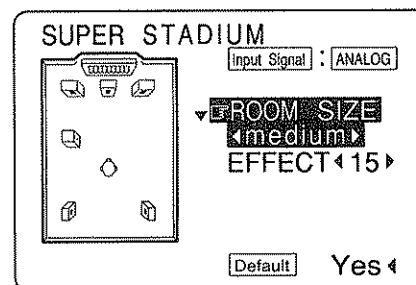 SUPER STADIUM
Input Signal : ANALOG
ROOM SIZE
medium
EFFECT 15
Default Yes